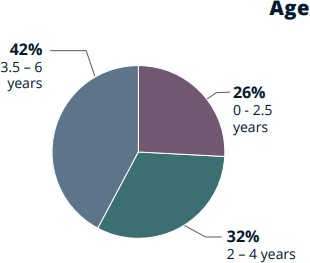 Age
42%
3.5 – 6
years
26%
0 - 2.5
years
32%
2 – 4 years